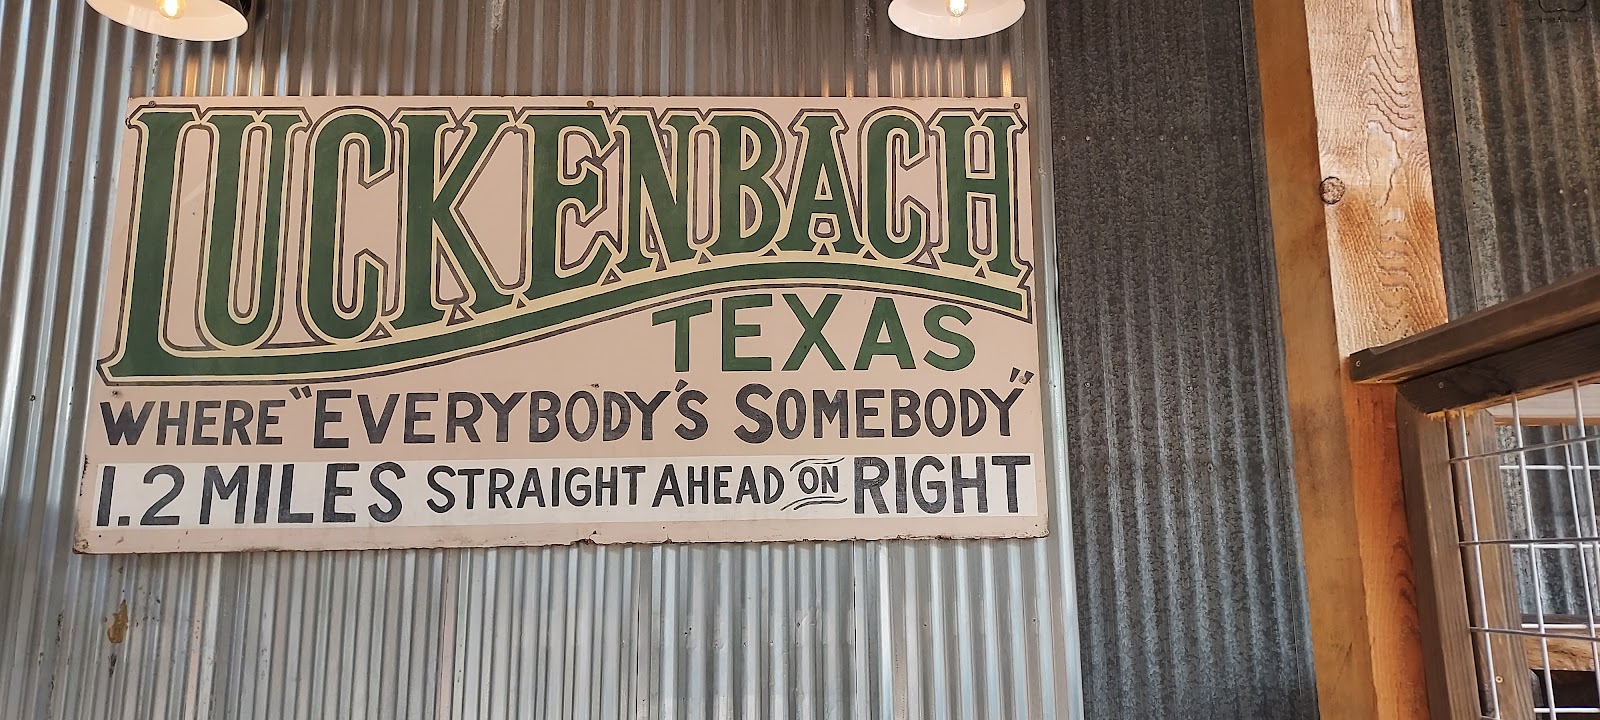 LUCKENBACH
TEXAS
WHERE "EVERYBODY'S SOMEBODY"
1.2 MILES STRAIGHT AHEAD ON RIGHT